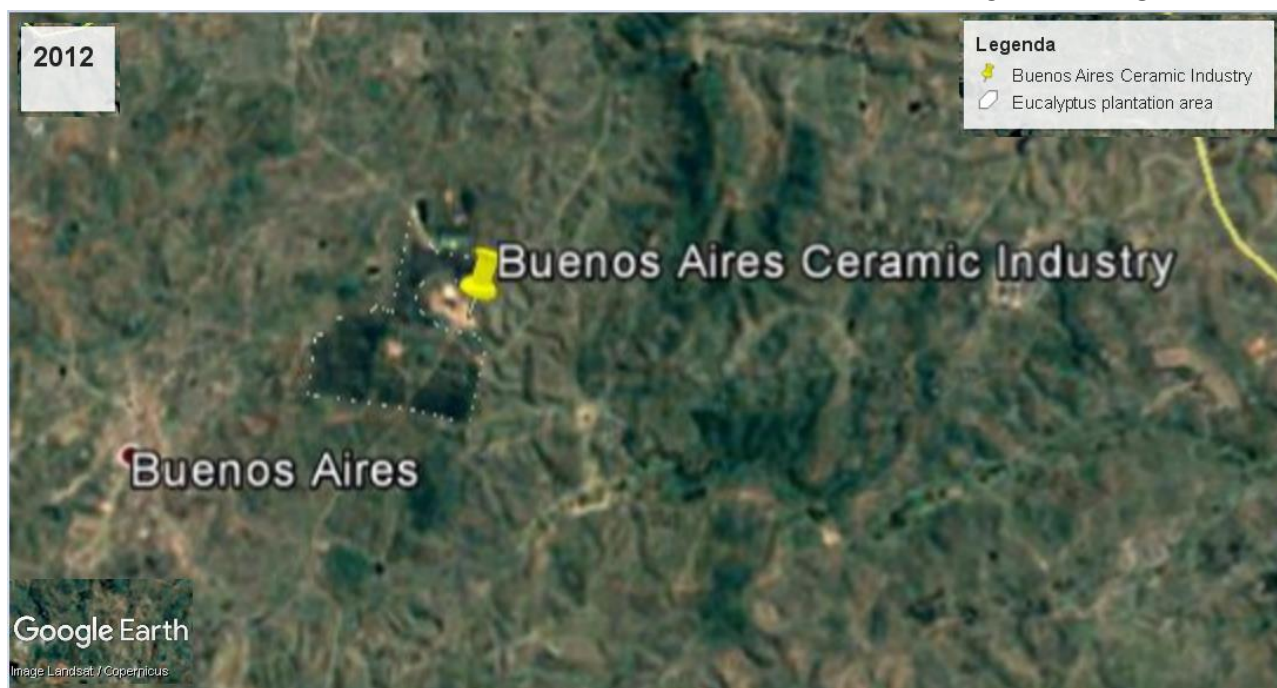 2012
Legenda
Buenos Aires Ceramic Industry
Eucalyptus plantation area
Buenos Aires Ceramic Industry
Buenos Aires
Google Earth
Image Landsat / Copernicus